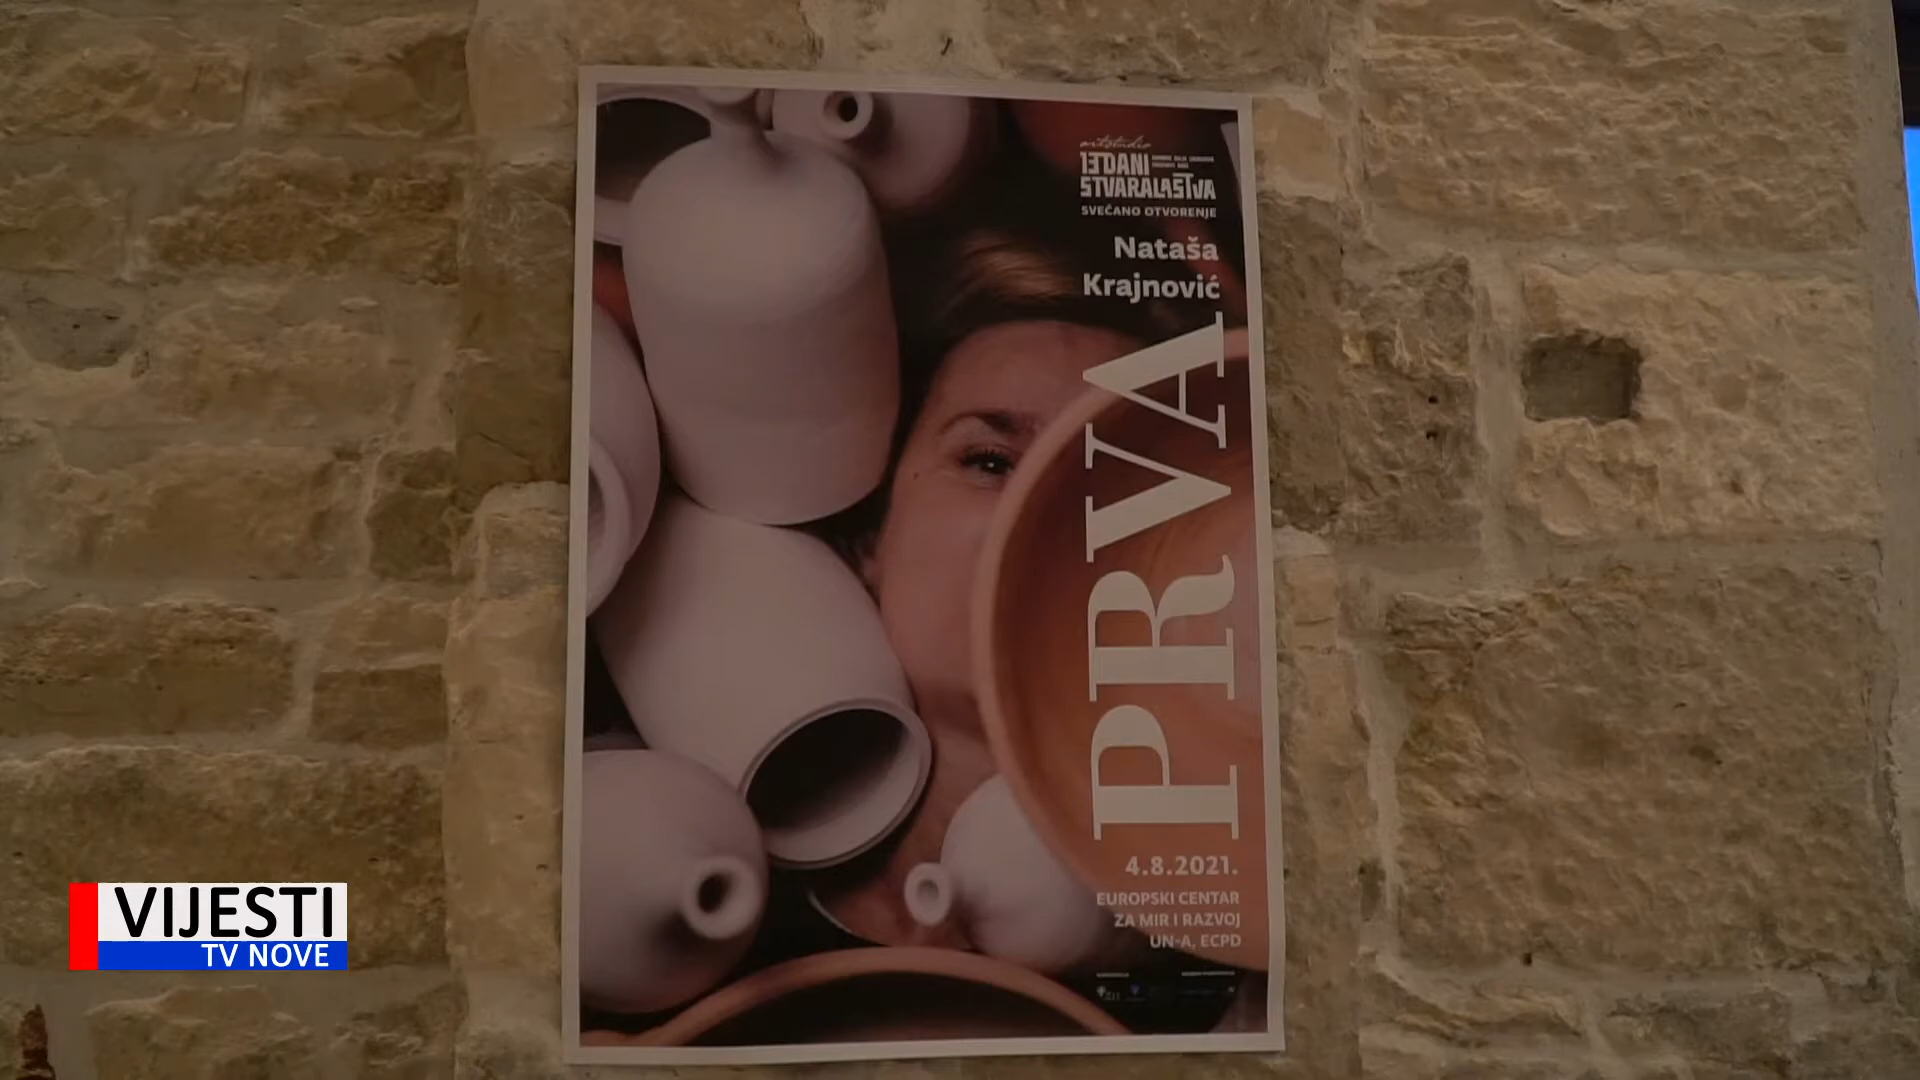 artstudio
13 DANI
STVARALAŠTVA
SVEČANO OTVORENJE
Nataša
Krajnović
PRVA
4.8.2021.
EUROPSKI CENTAR
ZA MIR I RAZVOJ
UN-A, ECPD
VIJESTI
TV NOVE